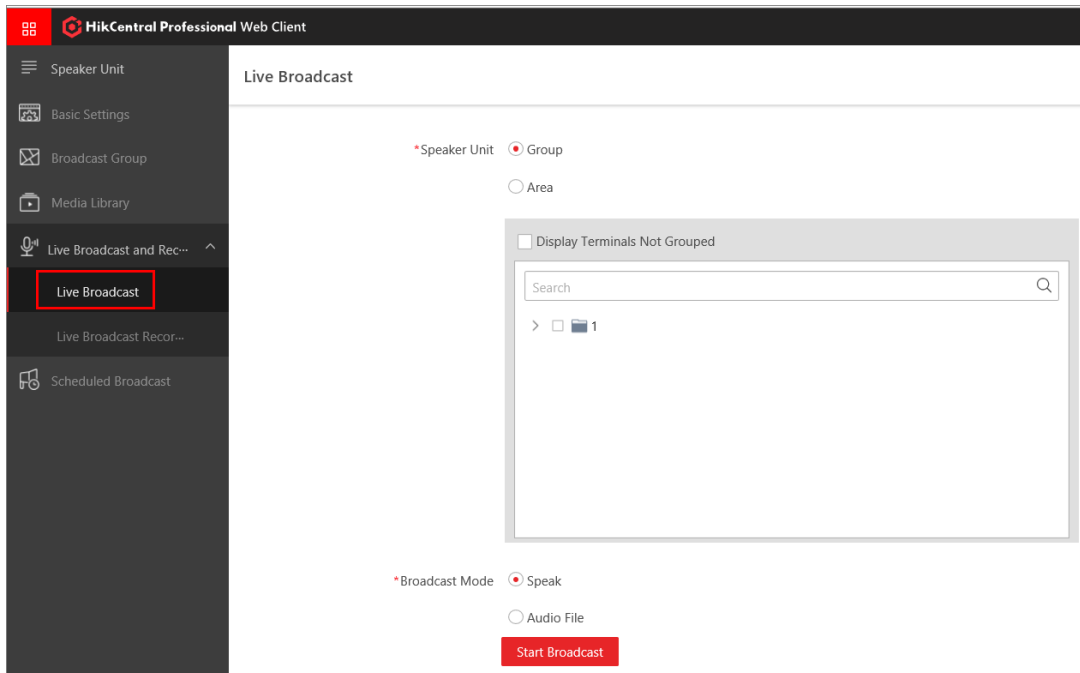 HikCentral Professional Web Client
Speaker Unit
Basic Settings
Broadcast Group
Media Library
Live Broadcast and Rec···
Live Broadcast
Live Broadcast Recor···
Scheduled Broadcast
Live Broadcast
*Speaker Unit Group
Area
Display Terminals Not Grouped
Search
1
*Broadcast Mode Speak
Audio File
Start Broadcast